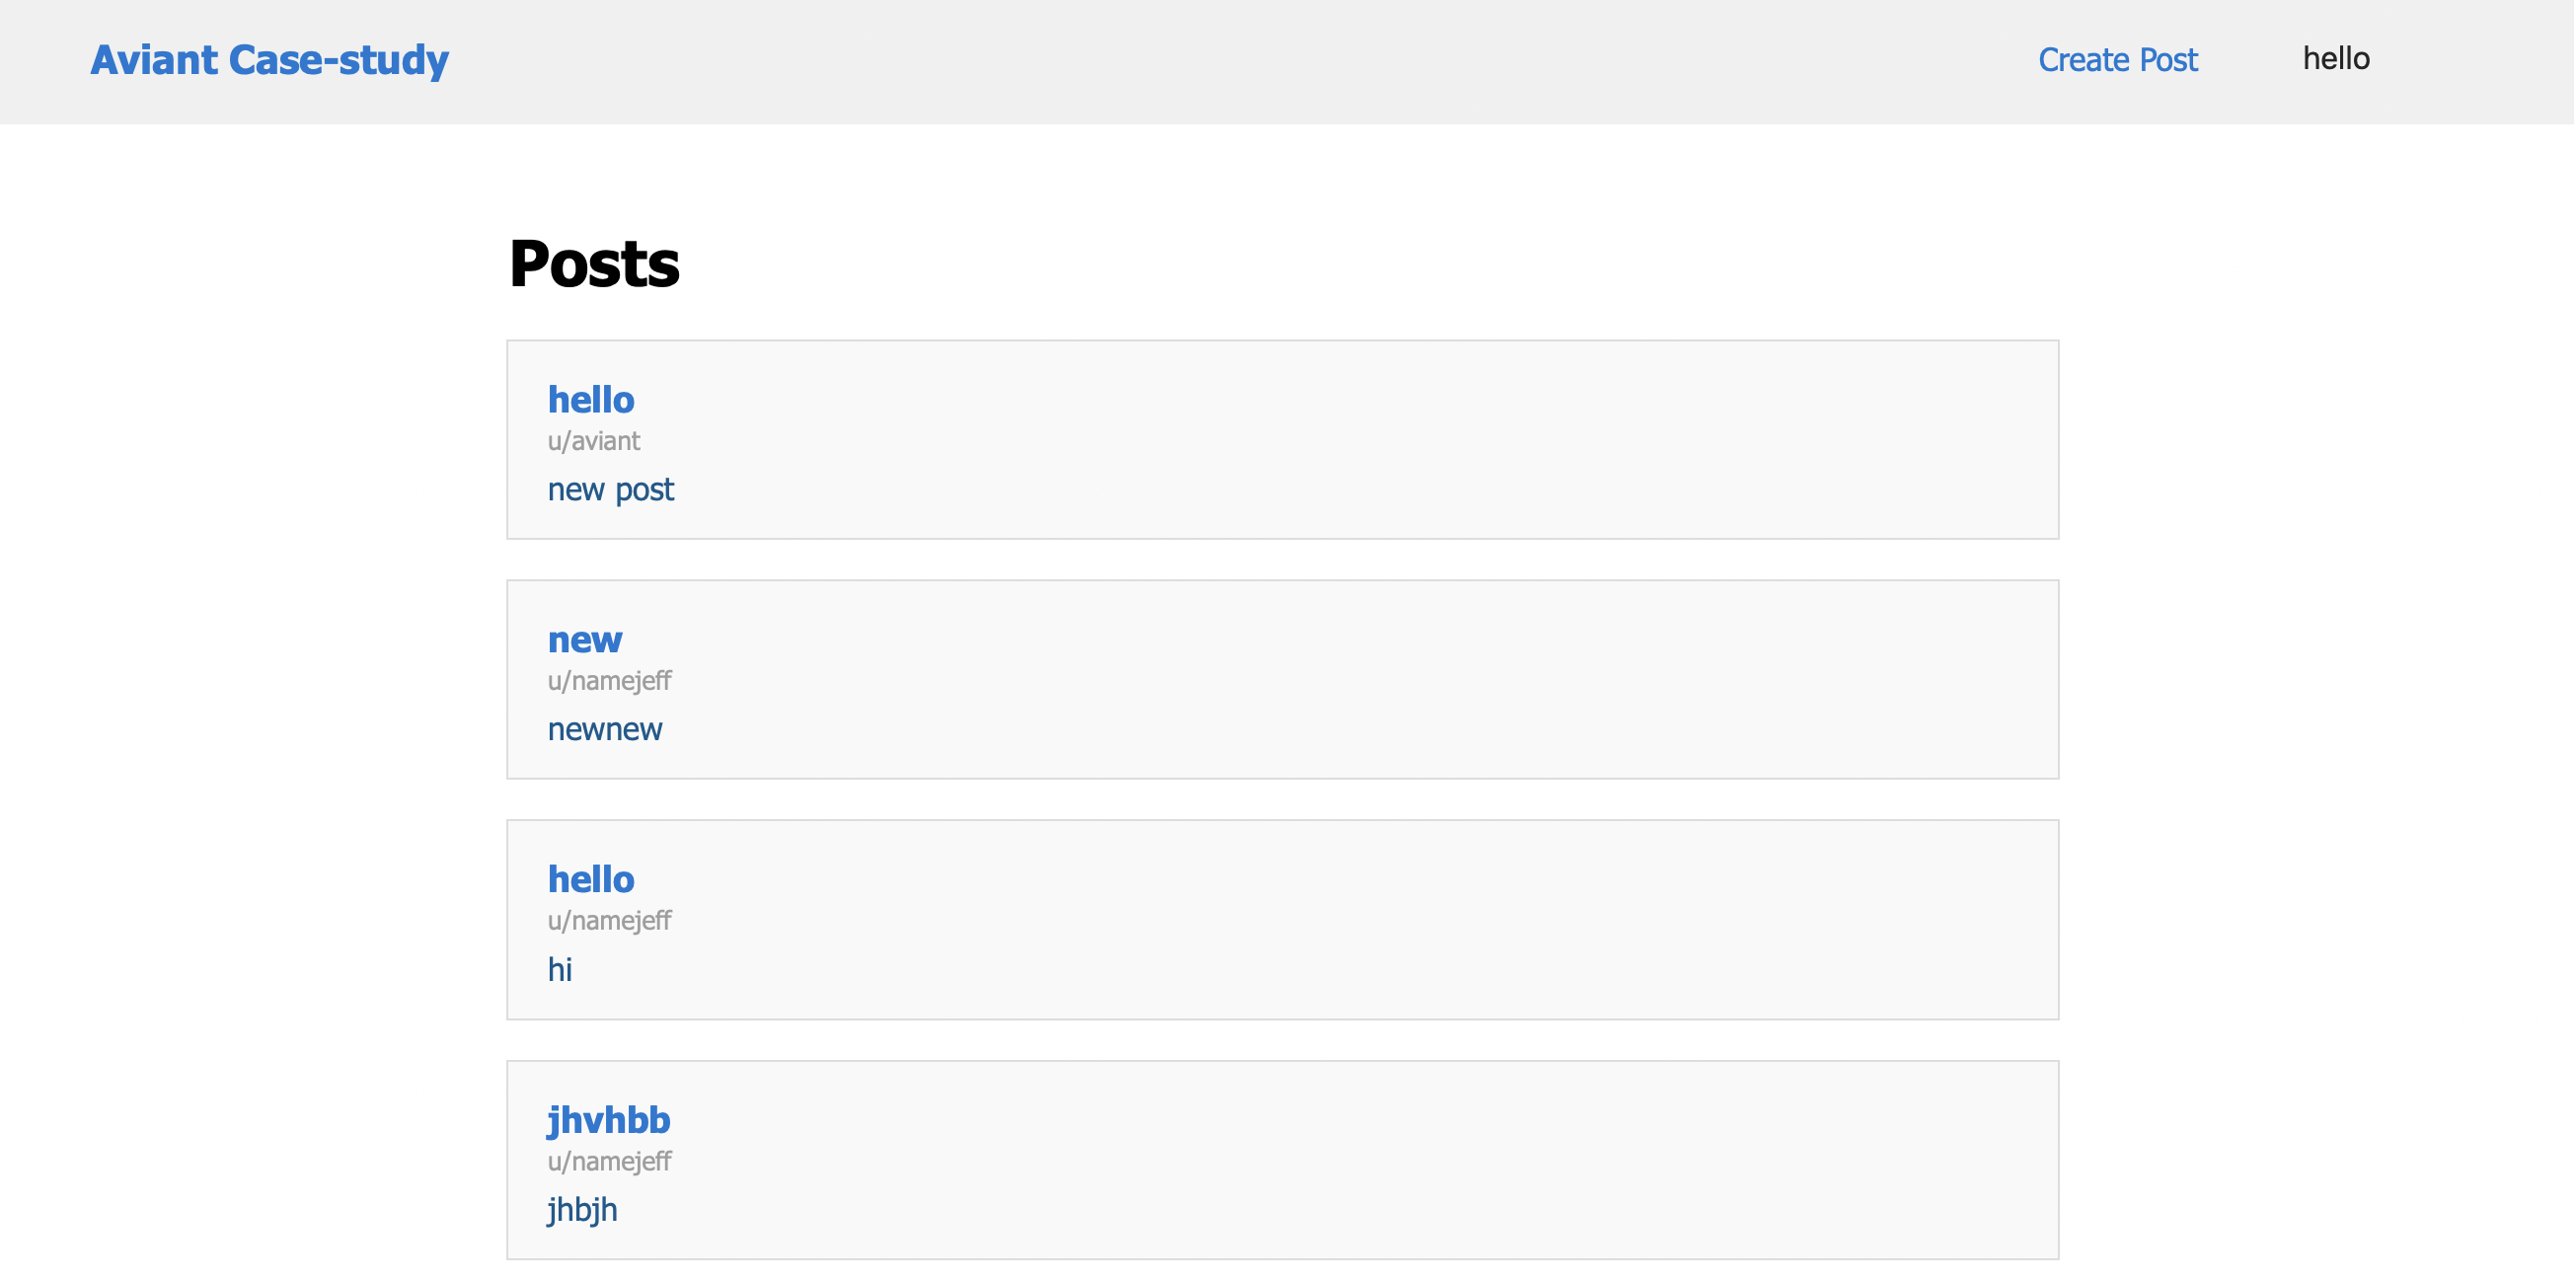 Aviant Case-study
Create Post
hello
Posts
hello
u/aviant
new post
new
u/namejeff
newnew
hello
u/namejeff
hi
jhvhbb
u/namejeff
jhbjh